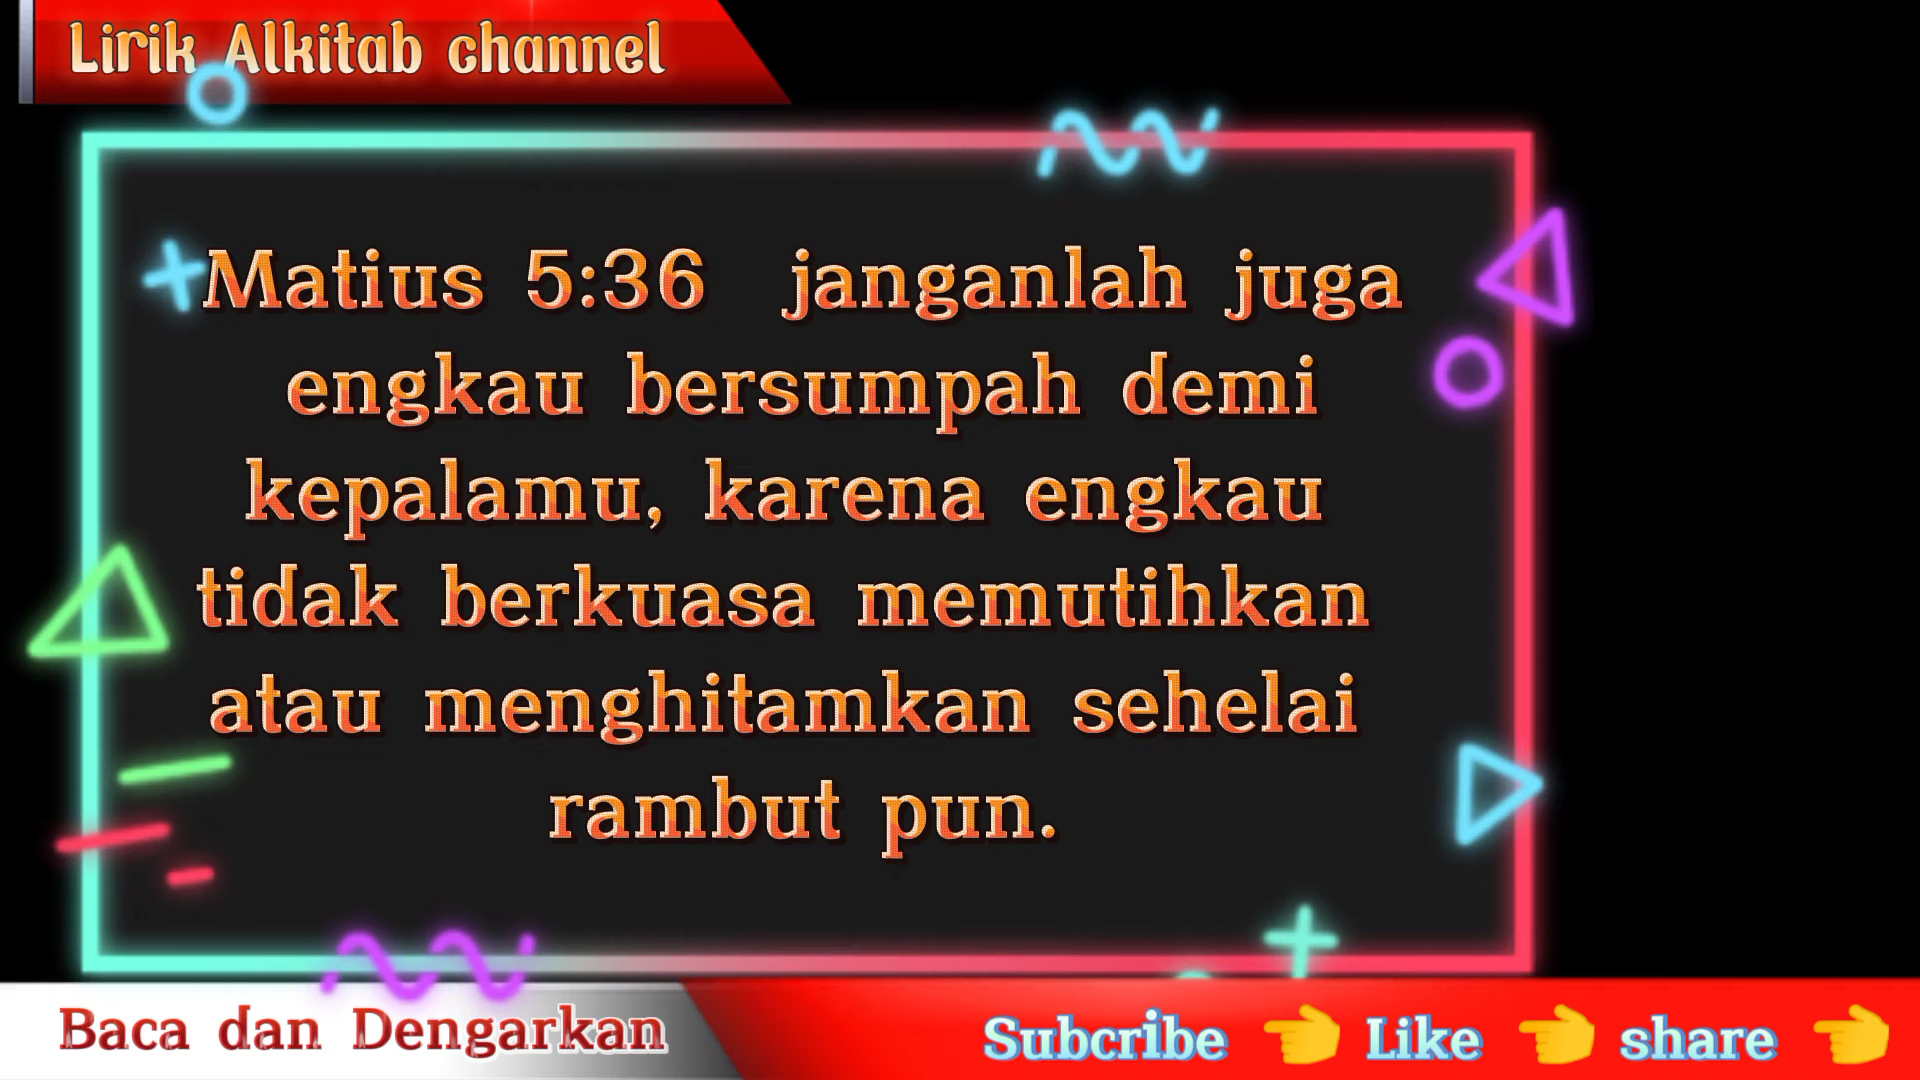 Lirik Alkitab channel
Matius 5:36 janganlah juga
engkau bersumpah demi
kepalamu, karena engkau
tidak berkuasa memutihkan
atau menghitamkan sehelai
rambut pun.
Baca dan Dengarkan
Subcribe 👈 Like 👈 share 👈